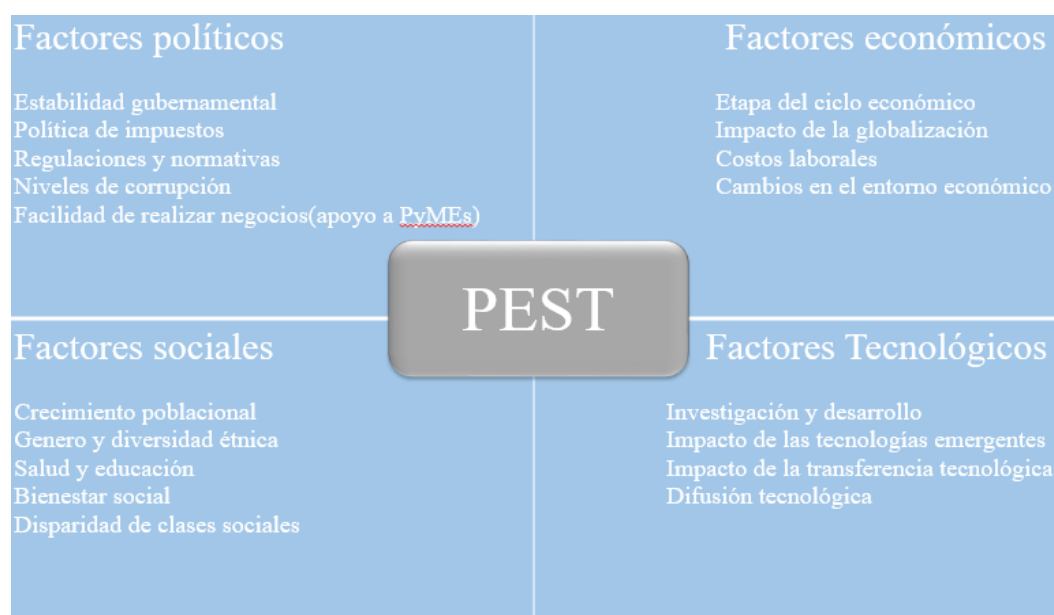 Factores políticos
Estabilidad gubernamental
Política de impuestos
Regulaciones y normativas
Niveles de corrupción
Facilidad de realizar negocios(apoyo a PyMEs)
Factores económicos
Etapa del ciclo económico
Impacto de la globalización
Costos laborales
Cambios en el entorno económico
PEST
Factores sociales
Crecimiento poblacional
Genero y diversidad étnica
Salud y educación
Bienestar social
Disparidad de clases sociales
Factores Tecnológicos
Investigación y desarrollo
Impacto de las tecnologías emergentes
Impacto de la transferencia tecnológica
Difusión tecnológica